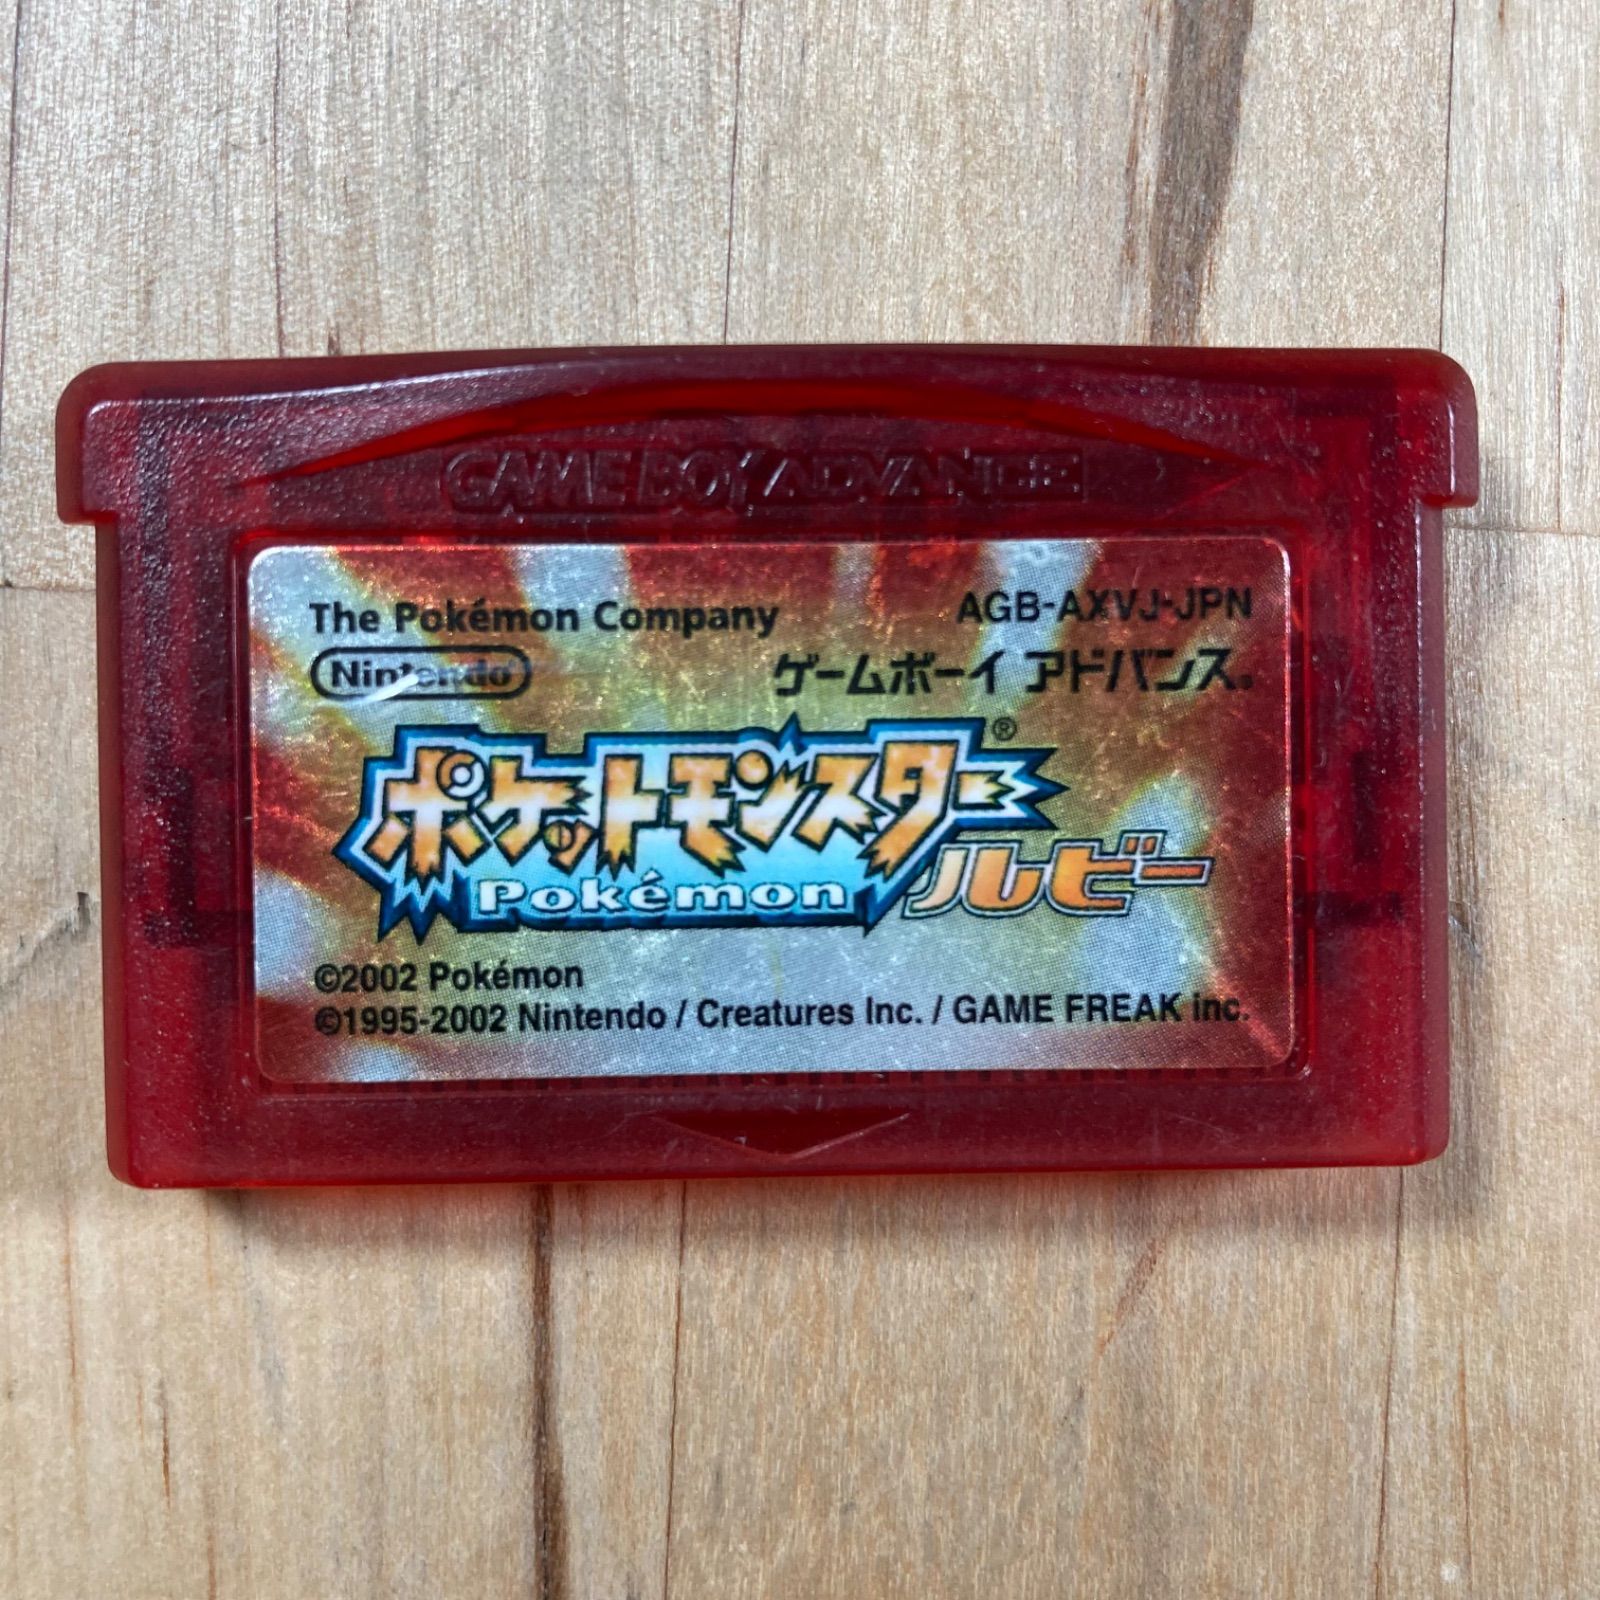 GAME BOY ADVANCE
The Pokémon Company
AGB-AXVJ-JPN
Nintendo
ゲームボーイ アドバンス®
ポケットモンスター®
Pokémon
ルビー
©2002 Pokémon
©1995-2002 Nintendo / Creatures Inc. / GAME FREAK inc.